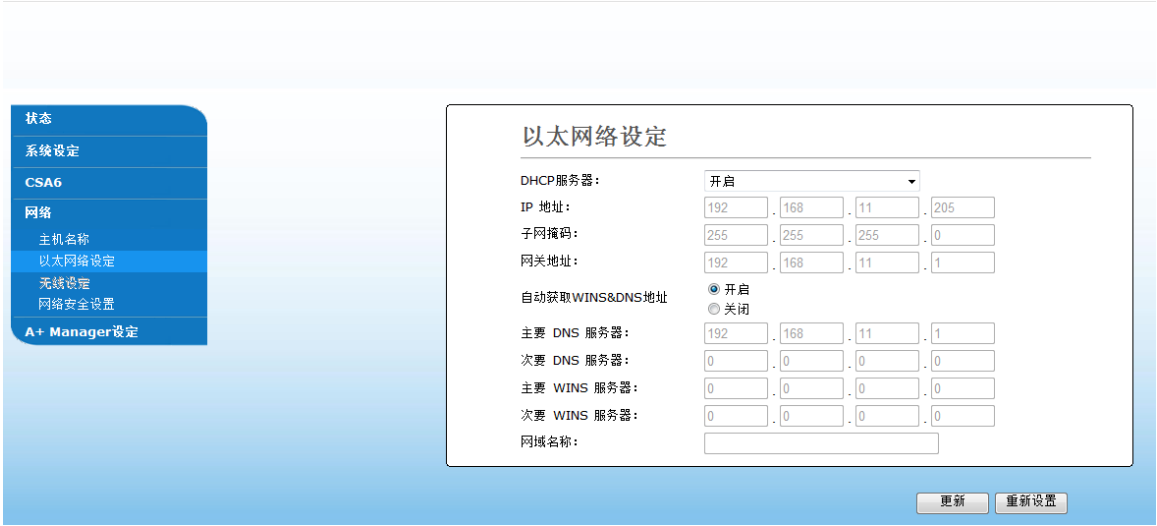 状态
系统设定
CSA6
网络
主机名称
以太网络设定
无线设定
网络安全设置
A+ Manager设定
以太网络设定
DHCP服务器: 开启
IP 地址: 192 . 168 . 11 . 205
子网掩码: 255 . 255 . 255 . 0
网关地址: 192 . 168 . 11 . 1
自动获取WINS&DNS地址 开启
关闭
主要 DNS 服务器: 192 . 168 . 11 . 1
次要 DNS 服务器: 0 . 0 . 0 . 0
主要 WINS 服务器: 0 . 0 . 0 . 0
次要 WINS 服务器: 0 . 0 . 0 . 0
网域名称:
更新 重新设置